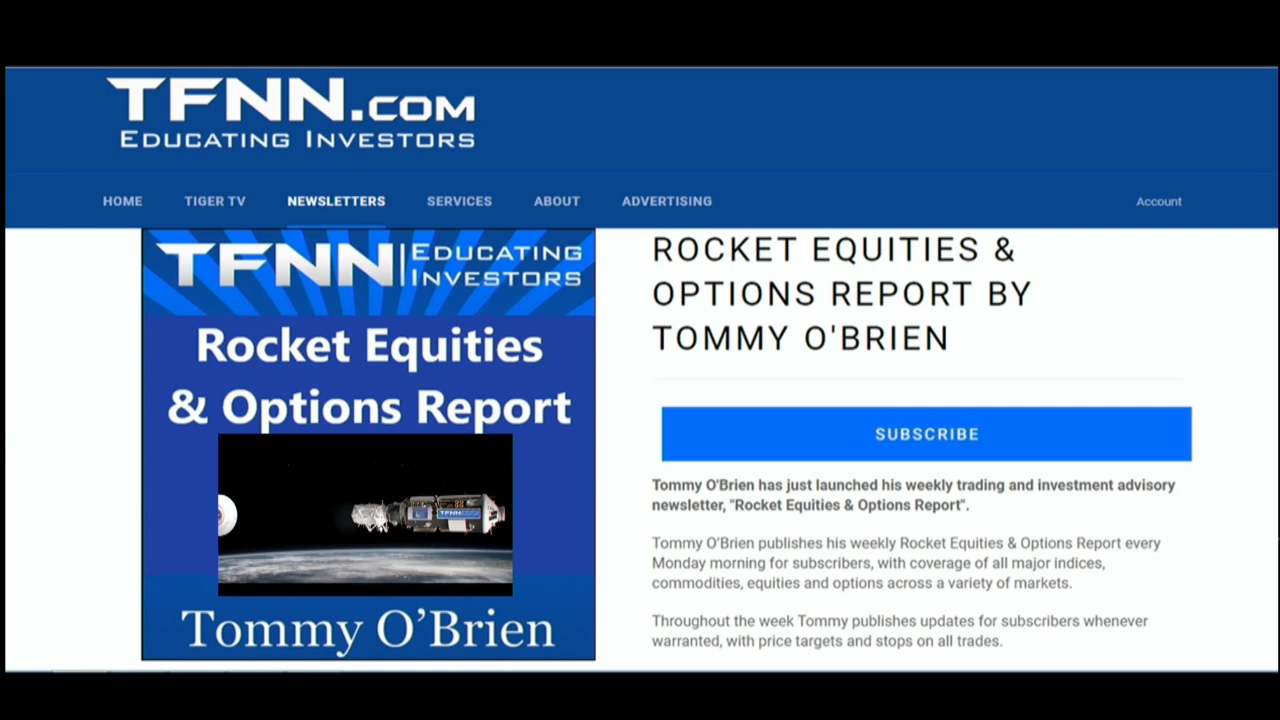 TFNN.COM
EDUCATING INVESTORS
HOME TIGER TV NEWSLETTERS SERVICES ABOUT ADVERTISING Account
TFNN EDUCATING
INVESTORS
Rocket Equities
& Options Report
TFNN
Tommy O’Brien
ROCKET EQUITIES &
OPTIONS REPORT BY
TOMMY O'BRIEN
SUBSCRIBE
Tommy O'Brien has just launched his weekly trading and investment advisory
newsletter, "Rocket Equities & Options Report".
Tommy O’Brien publishes his weekly Rocket Equities & Options Report every
Monday morning for subscribers, with coverage of all major indices,
commodities, equities and options across a variety of markets.
Throughout the week Tommy publishes updates for subscribers whenever
warranted, with price targets and stops on all trades.